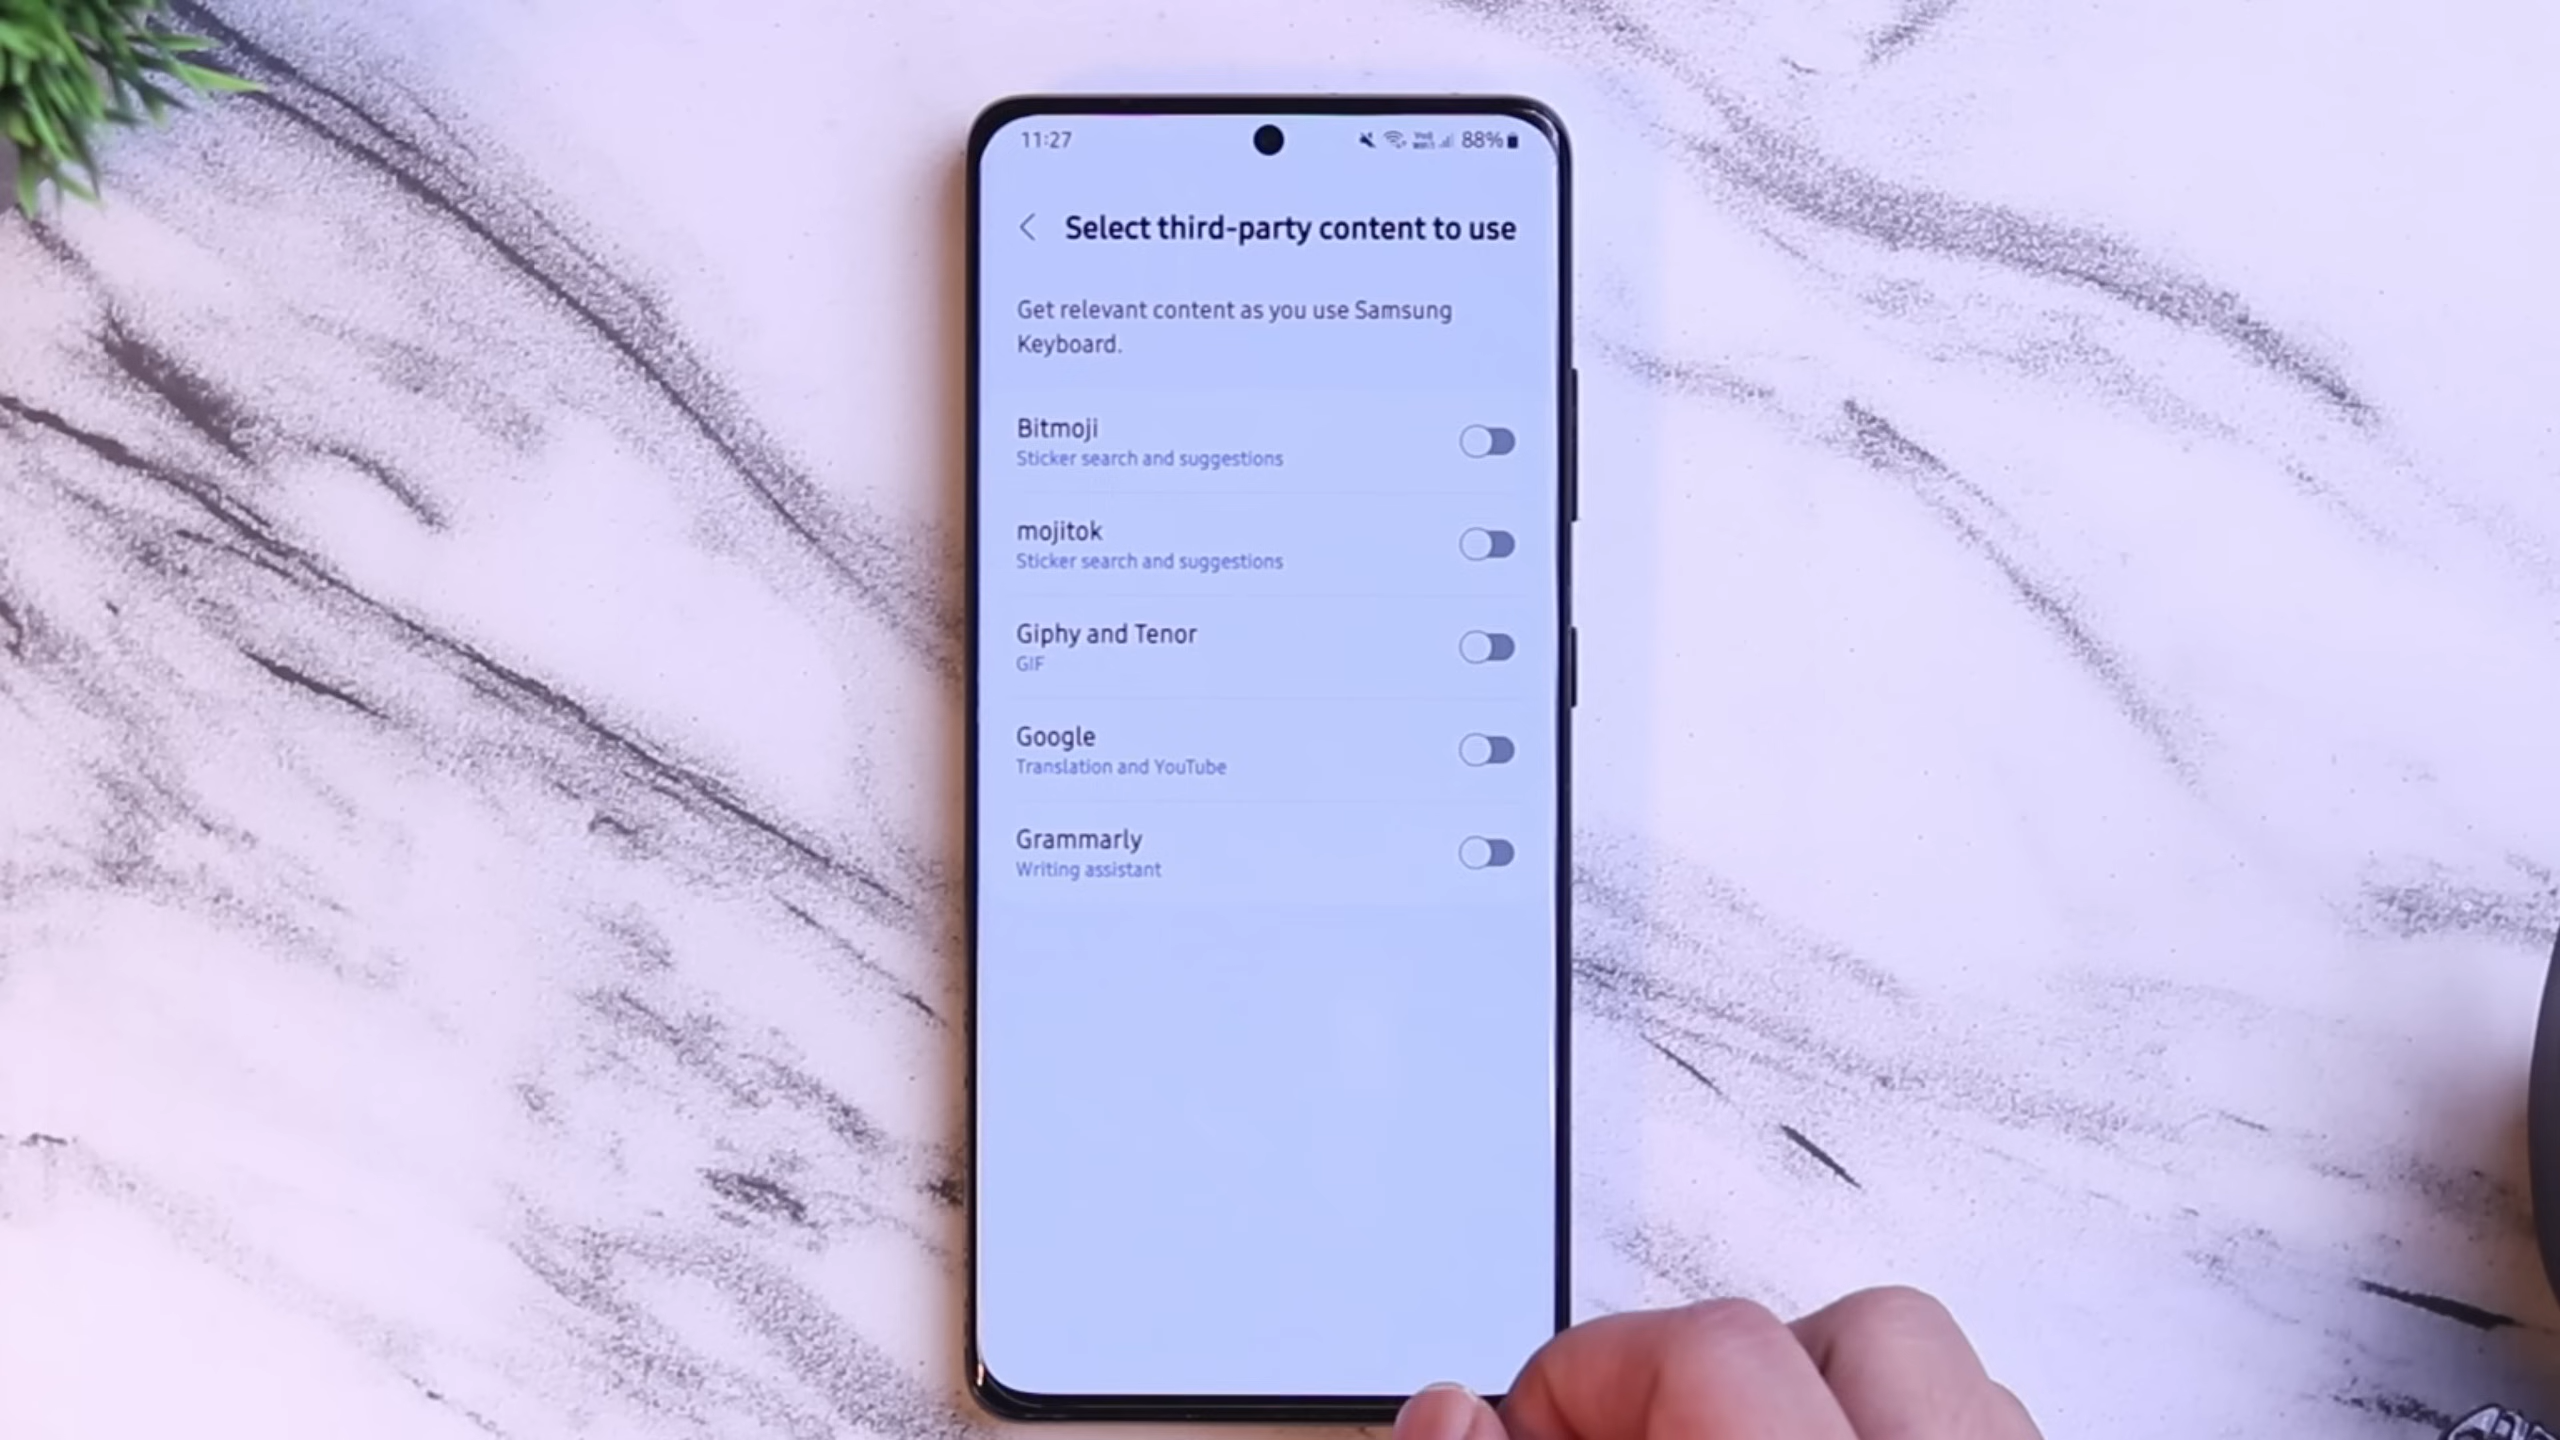 11:27
88%
Select third-party content to use
Get relevant content as you use Samsung
Keyboard.
Bitmoji
Sticker search and suggestions
mojitok
Sticker search and suggestions
Giphy and Tenor
GIF
Google
Translation and YouTube
Grammarly
Writing assistant